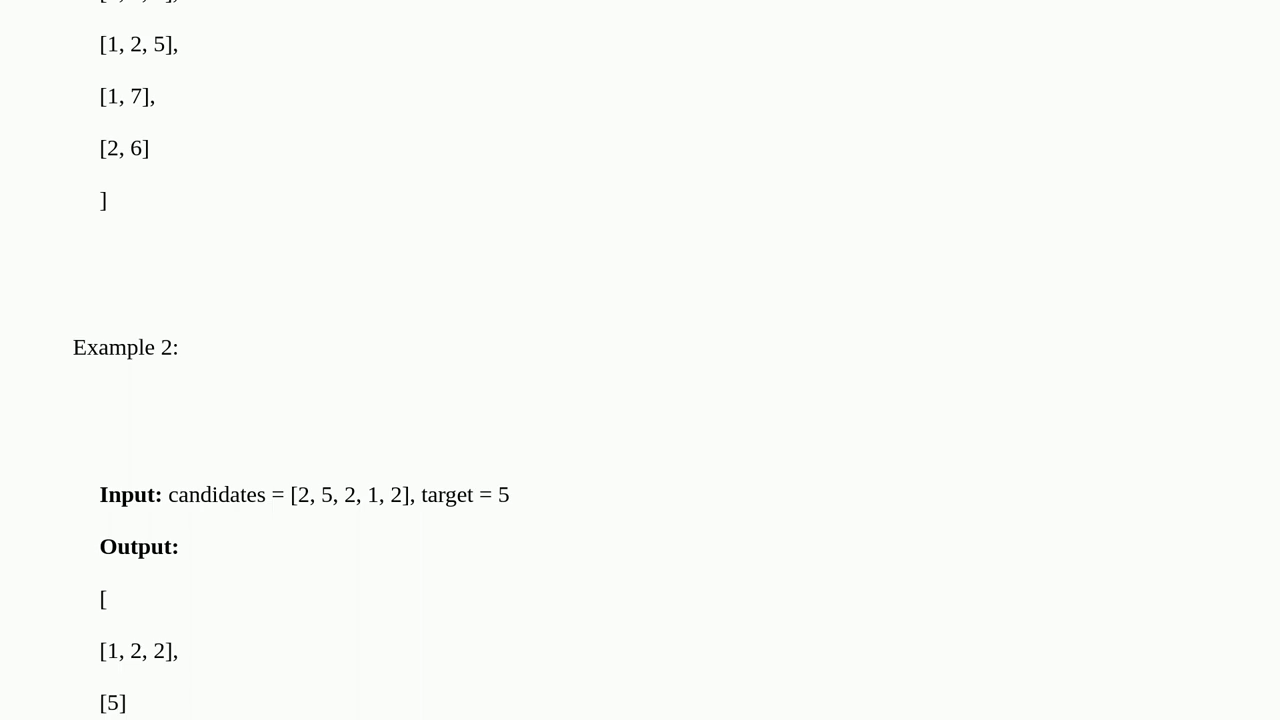 [1, 2, 5],
[1, 7],
[2, 6]
]
Example 2:
Input: candidates = [2, 5, 2, 1, 2], target = 5
Output:
[
[1, 2, 2],
[5]